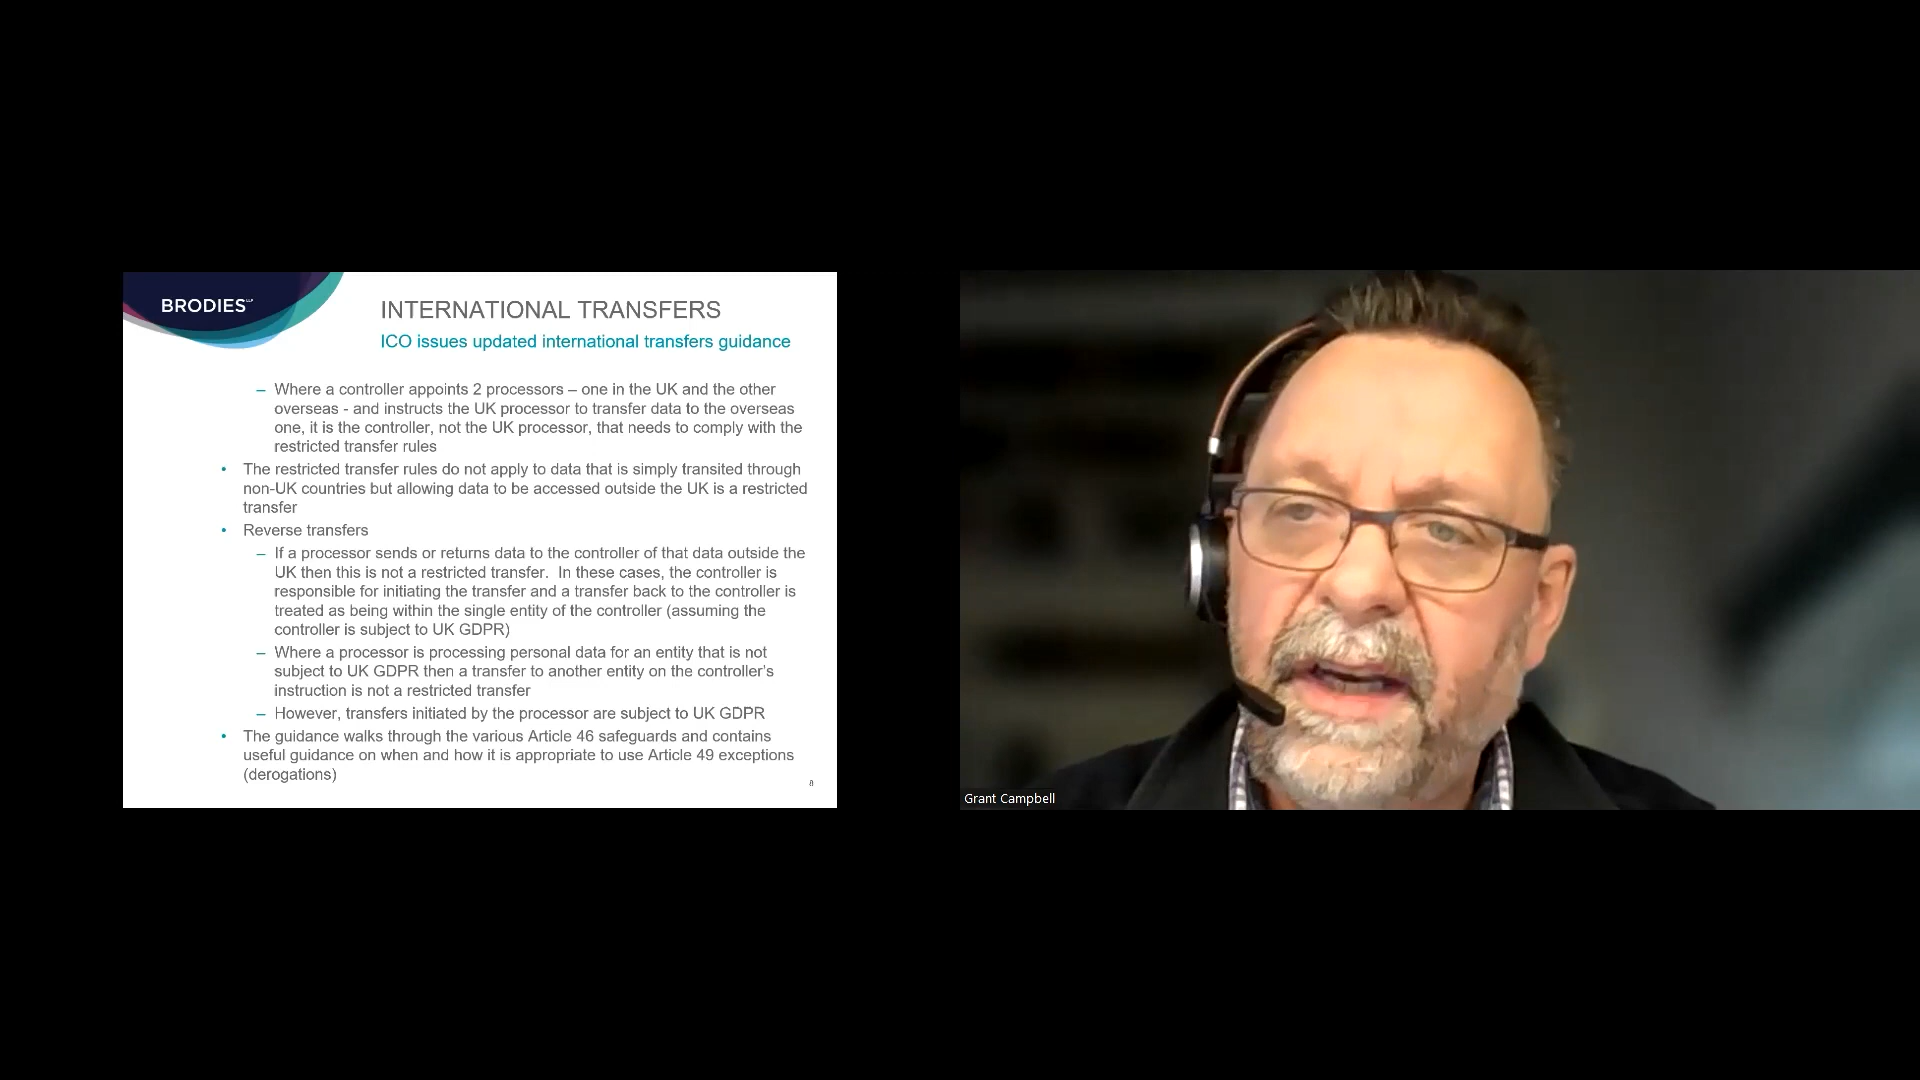 BRODIES LLP
INTERNATIONAL TRANSFERS
ICO issues updated international transfers guidance
– Where a controller appoints 2 processors – one in the UK and the other
overseas - and instructs the UK processor to transfer data to the overseas
one, it is the controller, not the UK processor, that needs to comply with the
restricted transfer rules
• The restricted transfer rules do not apply to data that is simply transited through
non-UK countries but allowing data to be accessed outside the UK is a restricted
transfer
• Reverse transfers
– If a processor sends or returns data to the controller of that data outside the
UK then this is not a restricted transfer.  In these cases, the controller is
responsible for initiating the transfer and a transfer back to the controller is
treated as being within the single entity of the controller (assuming the
controller is subject to UK GDPR)
– Where a processor is processing personal data for an entity that is not
subject to UK GDPR then a transfer to another entity on the controller's
instruction is not a restricted transfer
– However, transfers initiated by the processor are subject to UK GDPR
• The guidance walks through the various Article 46 safeguards and contains
useful guidance on when and how it is appropriate to use Article 49 exceptions
(derogations)
8
Grant Campbell